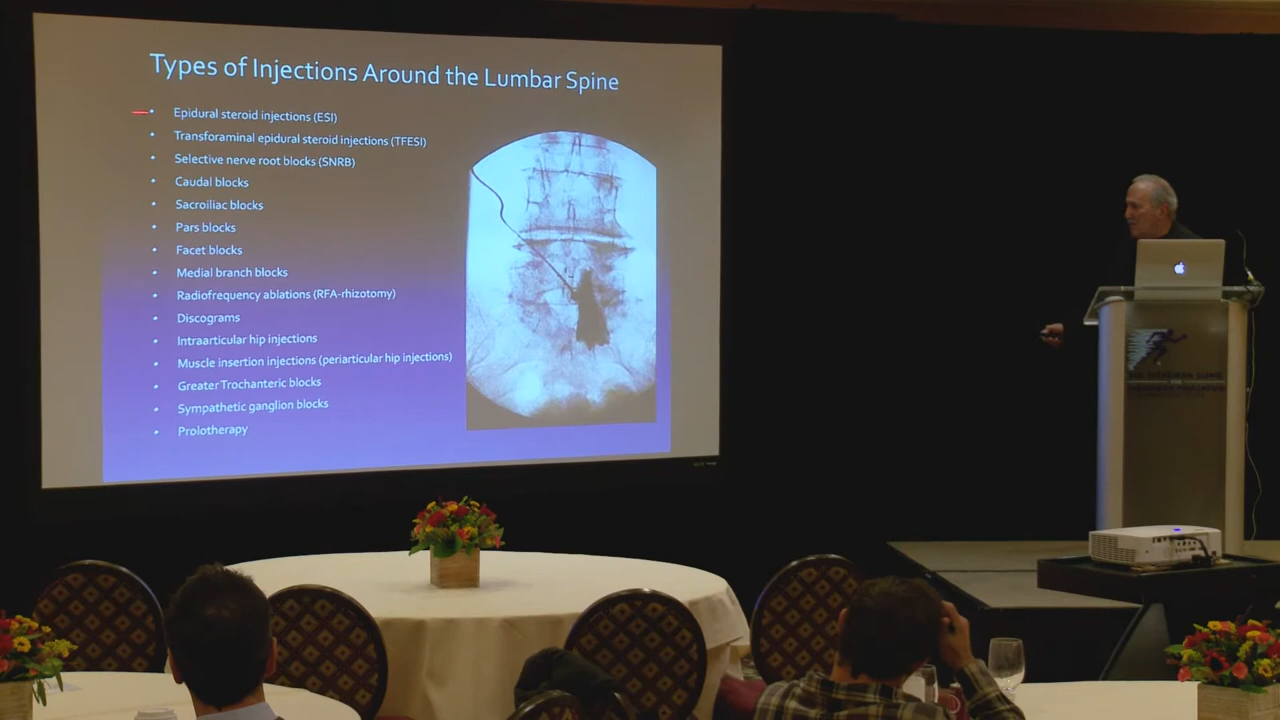 Types of Injections Around the Lumbar Spine
Epidural steroid injections (ESI)
Transforaminal epidural steroid injections (TFESI)
Selective nerve root blocks (SNRB)
Caudal blocks
Sacroiliac blocks
Pars blocks
Facet blocks
Medial branch blocks
Radiofrequency ablations (RFA-rhizotomy)
Discograms
Intraarticular hip injections
Muscle insertion injections (periarticular hip injections)
Greater Trochanteric blocks
Sympathetic ganglion blocks
Prolotherapy